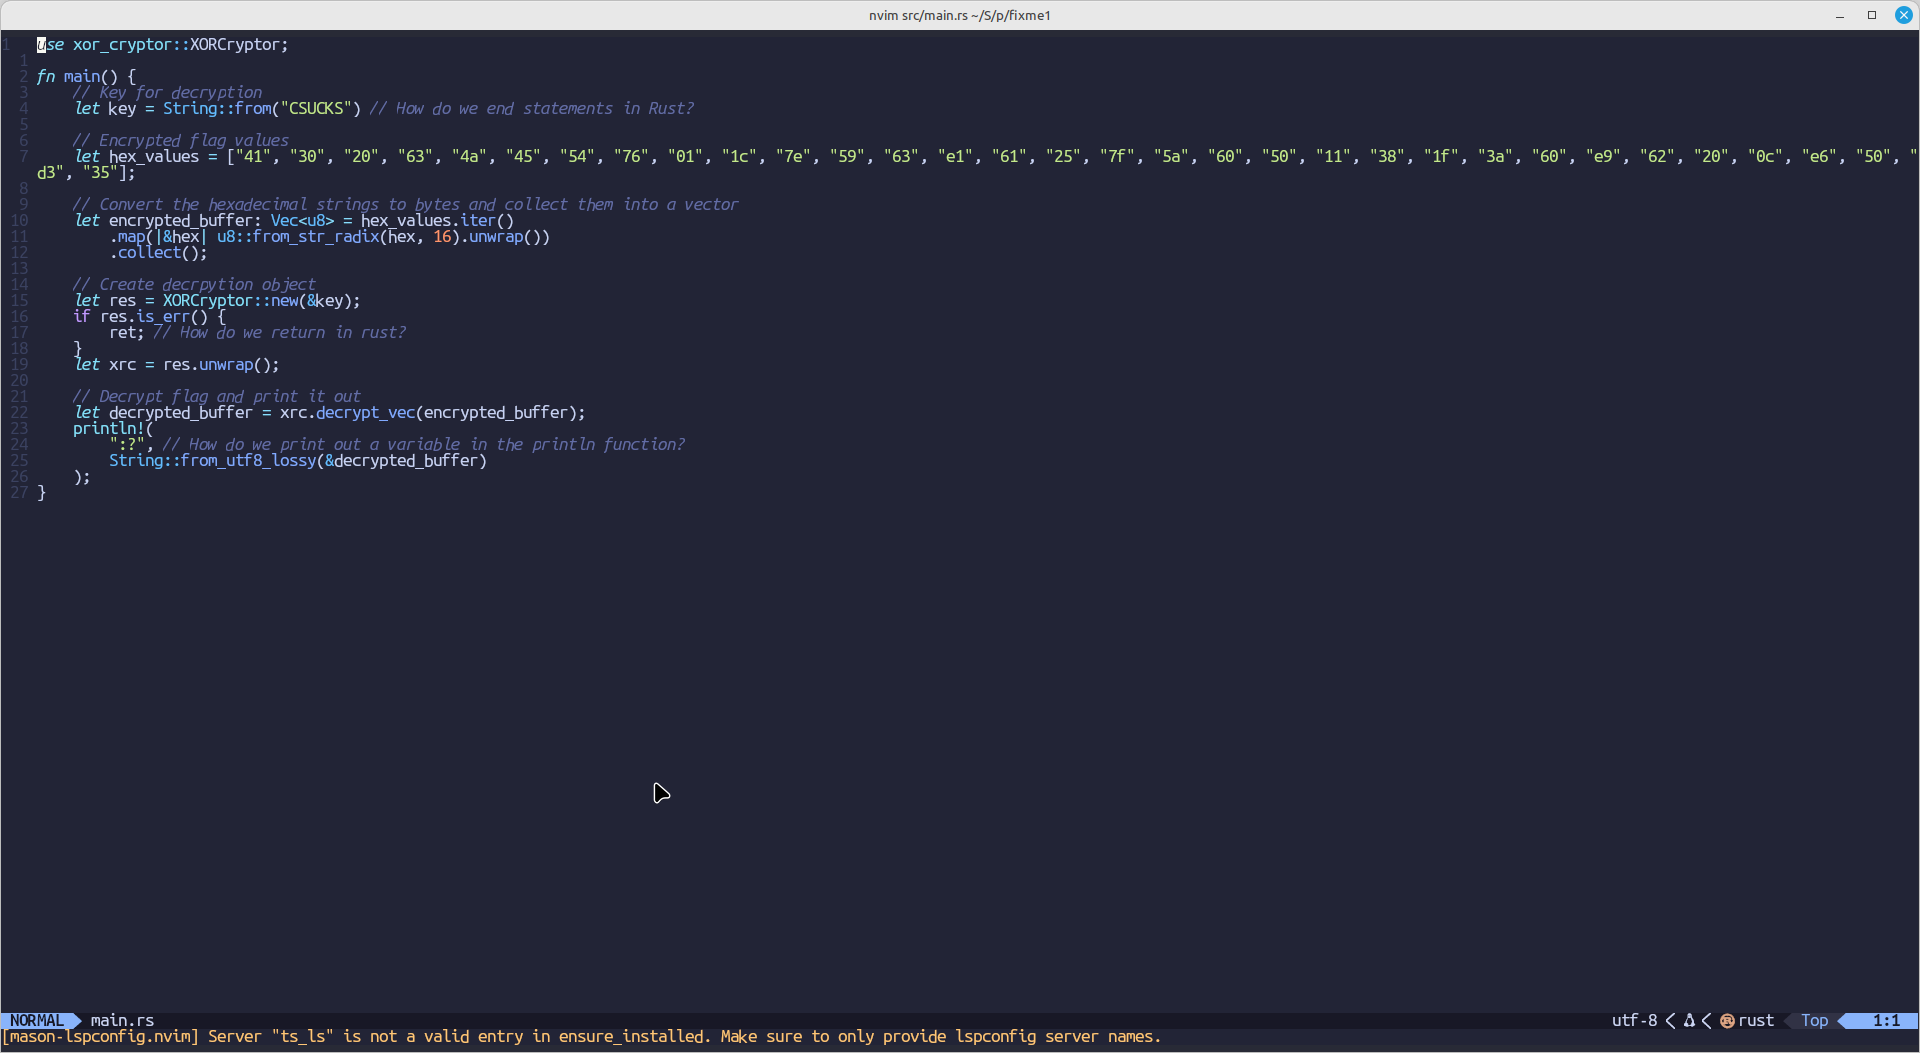 nvim src/main.rs ~/S/p/fixme1
1 use xor_cryptor::XORCryptor;
1
2 fn main() {
3     // Key for decryption
4     let key = String::from("CSUCKS") // How do we end statements in Rust?
5
6     // Encrypted flag values
7     let hex_values = ["41", "30", "20", "63", "4a", "45", "54", "76", "01", "1c", "7e", "59", "63", "e1", "61", "25", "7f", "5a", "60", "50", "11", "38", "1f", "3a", "60", "e9", "62", "20", "0c", "e6", "50", "
d3", "35"];
8
9     // Convert the hexadecimal strings to bytes and collect them into a vector
10     let encrypted_buffer: Vec<u8> = hex_values.iter()
11         .map(|&hex| u8::from_str_radix(hex, 16).unwrap())
12         .collect();
13
14     // Create decrpytion object
15     let res = XORCryptor::new(&key);
16     if res.is_err() {
17         ret; // How do we return in rust?
18     }
19     let xrc = res.unwrap();
20
21     // Decrypt flag and print it out
22     let decrypted_buffer = xrc.decrypt_vec(encrypted_buffer);
23     println!(
24         ":?", // How do we print out a variable in the println function?
25         String::from_utf8_lossy(&decrypted_buffer)
26     );
27 }
NORMAL main.rs utf-8 < < rust Top 1:1
[mason-lspconfig.nvim] Server "ts_ls" is not a valid entry in ensure_installed. Make sure to only provide lspconfig server names.